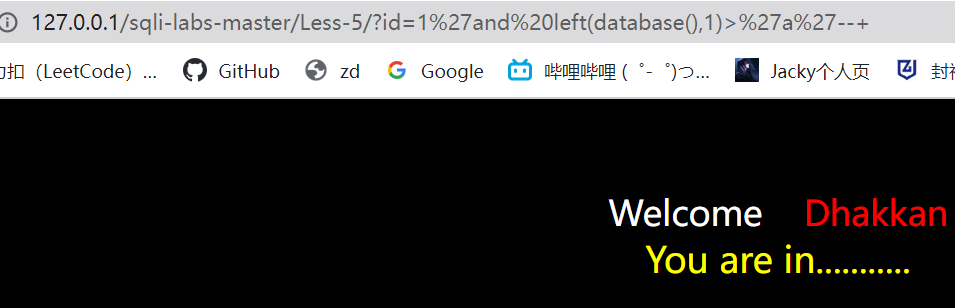 127.0.0.1/sqli-labs-master/Less-5/?id=1%27and%20left(database(),1)>%27a%27--+
扣（LeetCode）... GitHub zd Google 哔哩哔哩 (゜-゜)つ... Jacky个人页 封神
Welcome Dhakkan
You are in...........